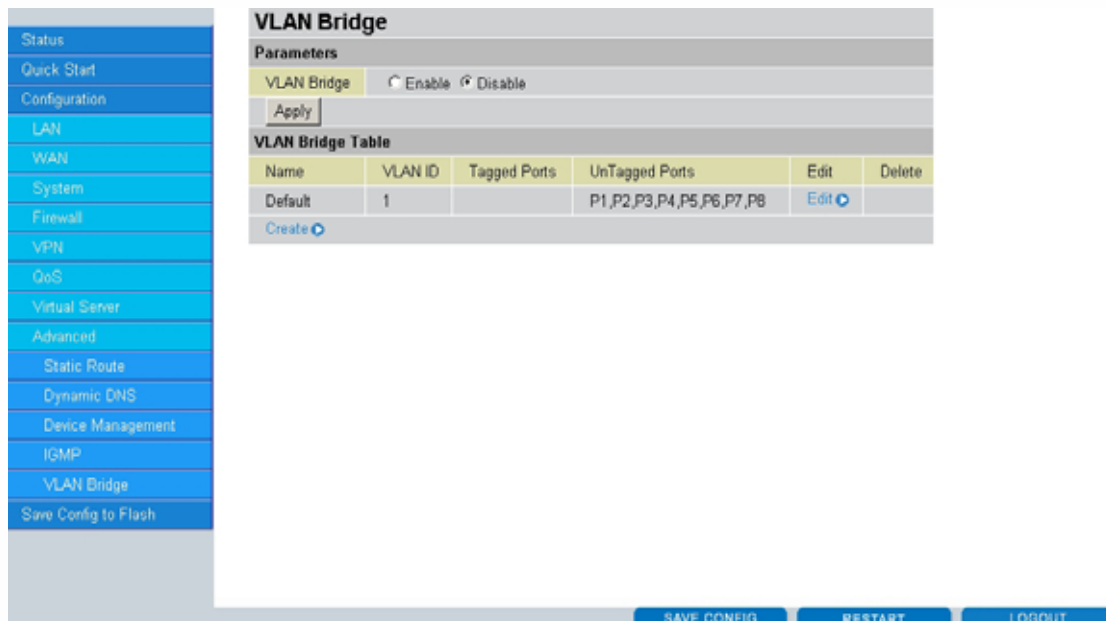 Status
Quick Start
Configuration
LAN
WAN
System
Firewall
VPN
QoS
Virtual Server
Advanced
Static Route
Dynamic DNS
Device Management
IGMP
VLAN Bridge
Save Config to Flash
VLAN Bridge
Parameters
VLAN Bridge Enable Disable
Apply
VLAN Bridge Table
Name VLAN ID Tagged Ports UnTagged Ports Edit Delete
Default 1 P1,P2,P3,P4,P5,P6,P7,P8 Edit
Create
SAVE CONFIG RESTART LOGOUT